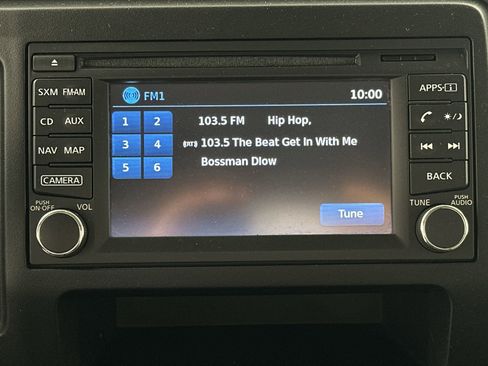 SXM FM·AM
CD AUX
NAV MAP
CAMERA
PUSH
ON·OFF
VOL
FM1
10:00
1 2
3 4
5 6
103.5 FM Hip Hop,
((RT)) 103.5 The Beat Get In With Me
Bossman Dlow
Tune
APPS·i
BACK
TUNE
PUSH
AUDIO